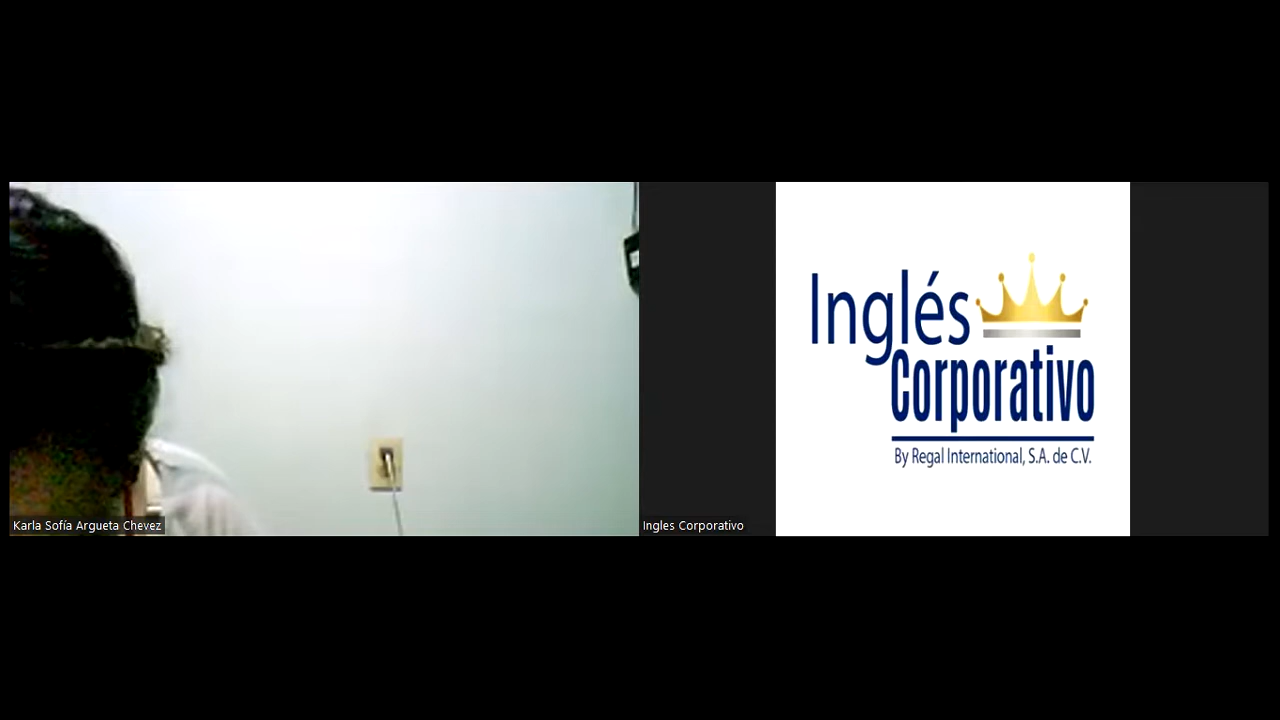 Inglés
Corporativo
By Regal International, S.A. de C.V.
Karla Sofía Argueta Chevez
Ingles Corporativo